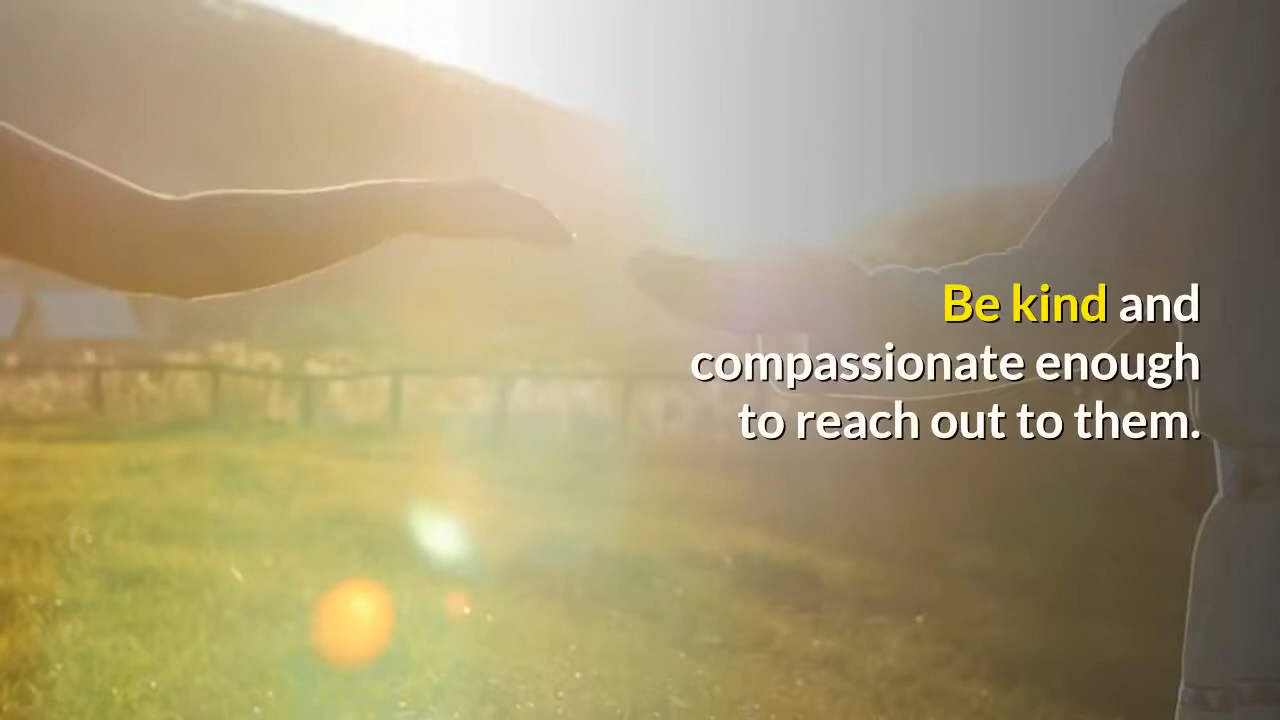 Be kind and
compassionate enough
to reach out to them.